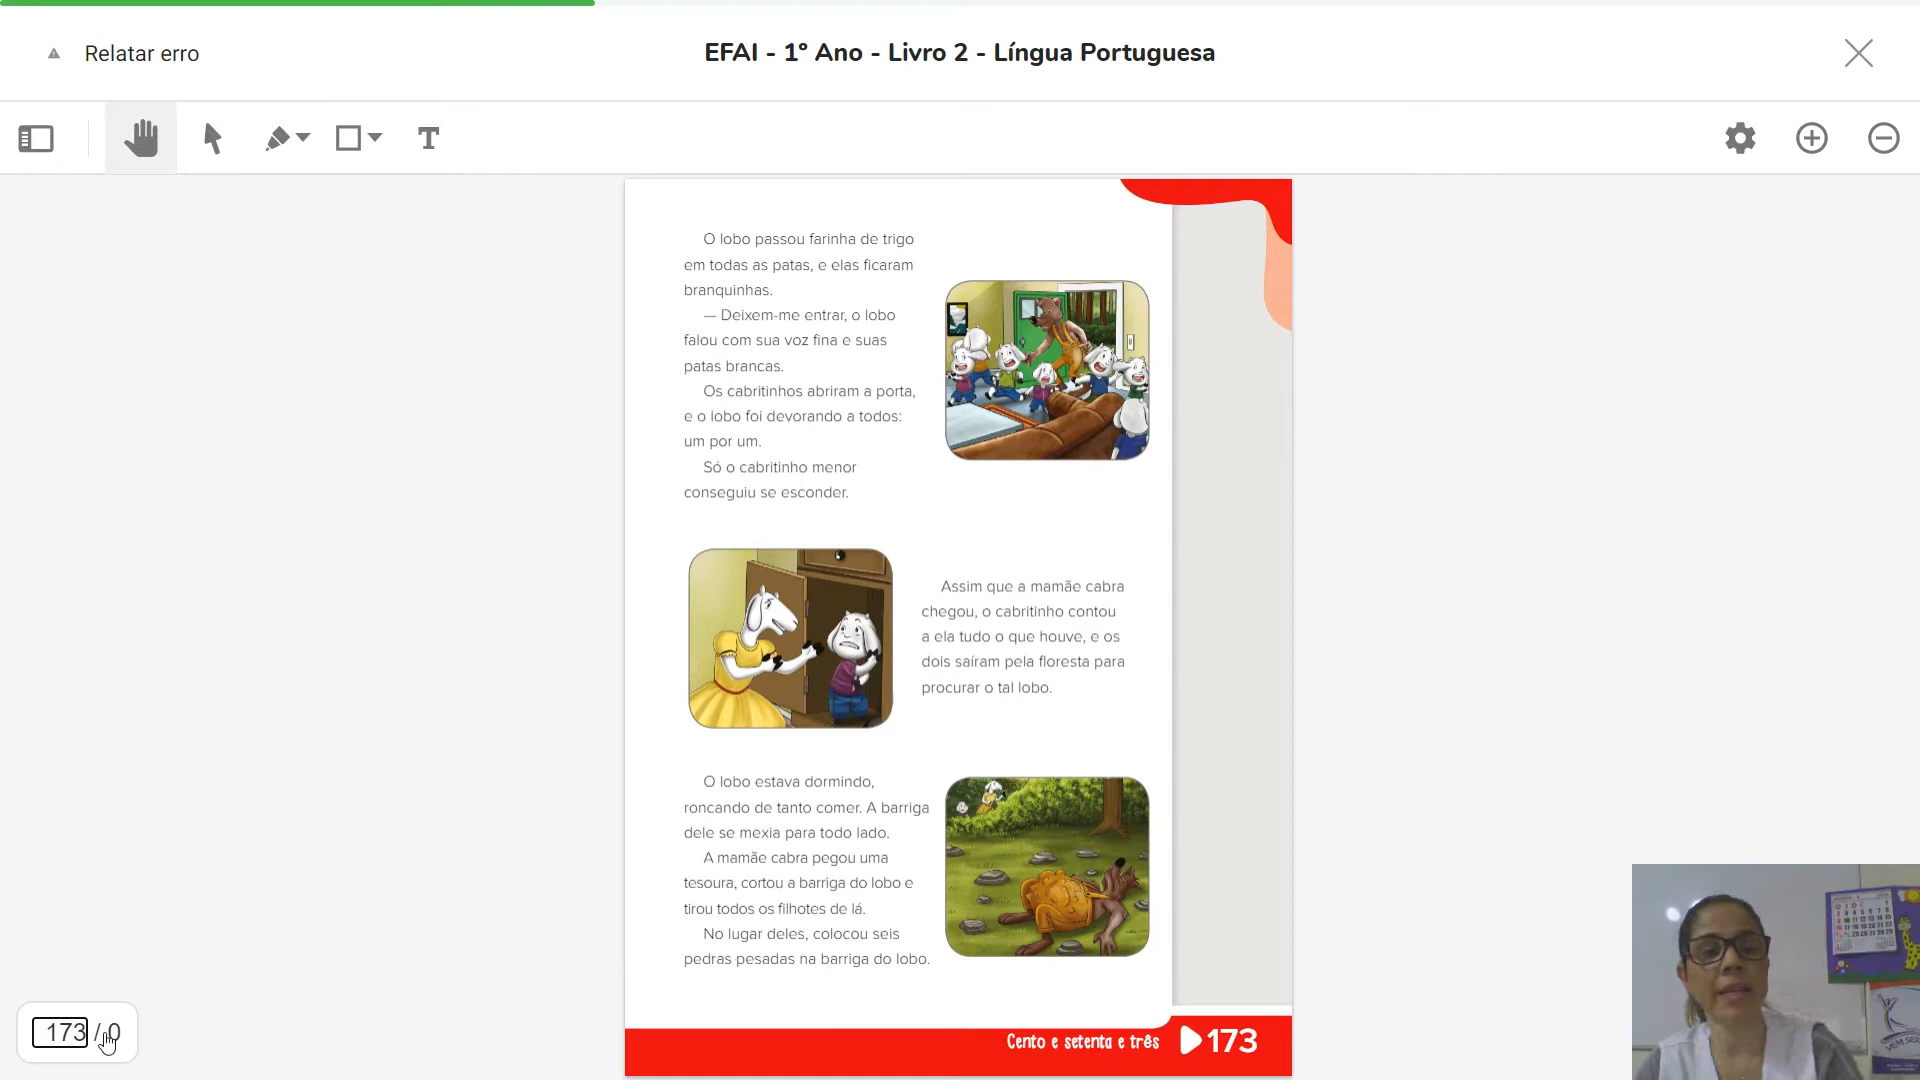 Relatar erro
EFAI - 1º Ano - Livro 2 - Língua Portuguesa
T
O lobo passou farinha de trigo
em todas as patas, e elas ficaram
branquinhas.
— Deixem-me entrar, o lobo
falou com sua voz fina e suas
patas brancas.
Os cabritinhos abriram a porta,
e o lobo foi devorando a todos:
um por um.
Só o cabritinho menor
conseguiu se esconder.
Assim que a mamãe cabra
chegou, o cabritinho contou
a ela tudo o que houve, e os
dois saíram pela floresta para
procurar o tal lobo.
O lobo estava dormindo,
roncando de tanto comer. A barriga
dele se mexia para todo lado.
A mamãe cabra pegou uma
tesoura, cortou a barriga do lobo e
tirou todos os filhotes de lá.
No lugar deles, colocou seis
pedras pesadas na barriga do lobo.
Cento e setenta e três 173
173 / 0